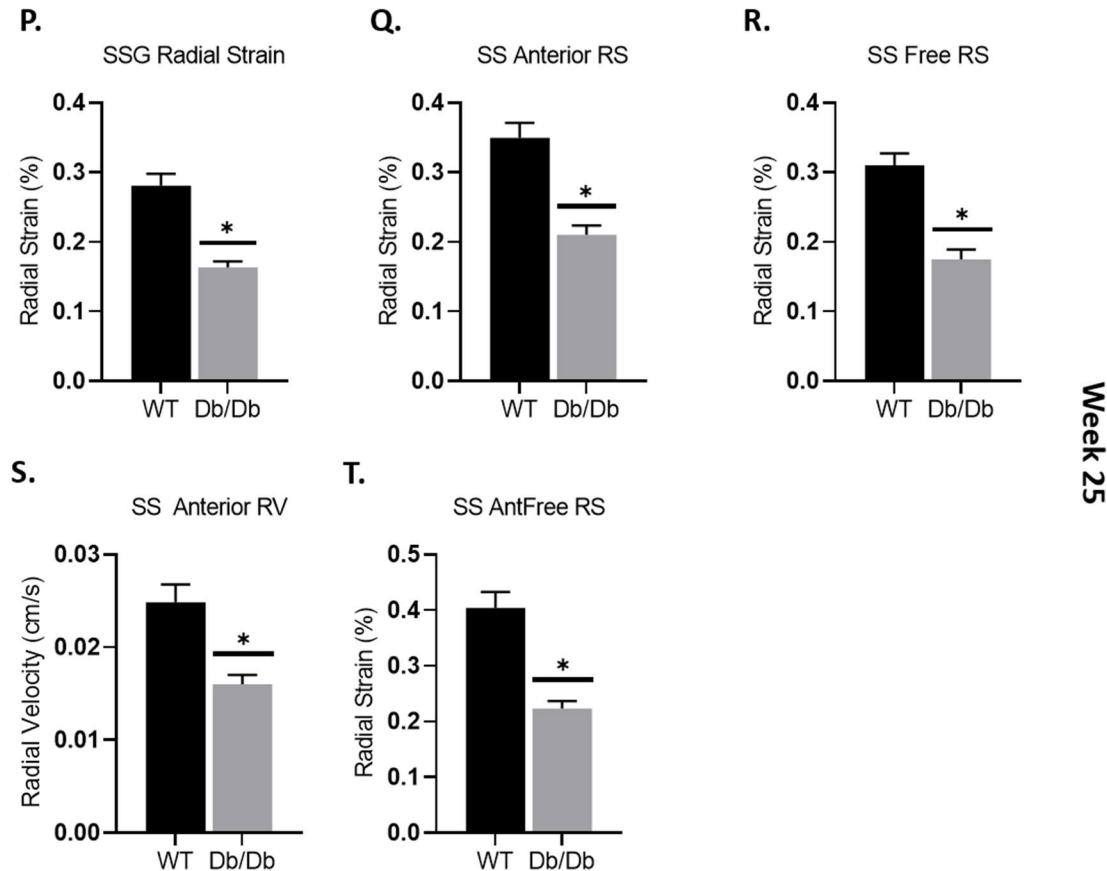 P.
SSG Radial Strain
Radial Strain (%)
0.4
0.3
0.2
0.1
0.0
*
WT Db/Db
Q.
SS Anterior RS
Radial Strain (%)
0.4
0.3
0.2
0.1
0.0
*
WT Db/Db
R.
SS Free RS
Radial Strain (%)
0.4
0.3
0.2
0.1
0.0
*
WT Db/Db
Week 25
S.
SS Anterior RV
Radial Velocity (cm/s)
0.03
0.02
0.01
0.00
*
WT Db/Db
T.
SS AntFree RS
Radial Strain (%)
0.5
0.4
0.3
0.2
0.1
0.0
*
WT Db/Db